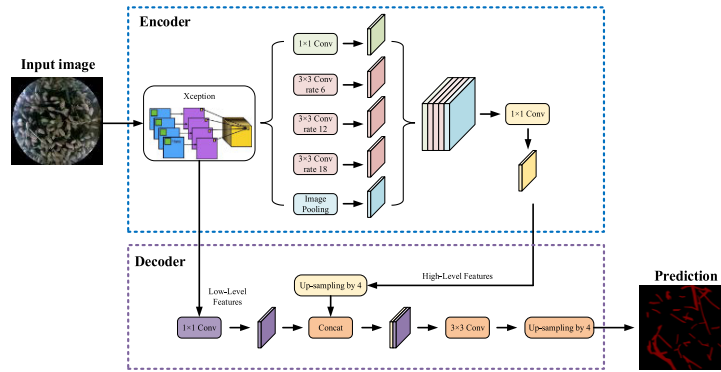 Encoder
Input image
Xception
1×1 Conv
3×3 Conv
rate 6
3×3 Conv
rate 12
3×3 Conv
rate 18
Image
Pooling
1×1 Conv
Decoder
Low-Level
Features
High-Level Features
Up-sampling by 4
1×1 Conv
Concat
3×3 Conv
Up-sampling by 4
Prediction